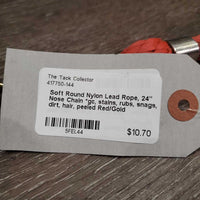 The Tack Collector
417750-144
Soft Round Nylon Lead Rope, 24"
Nose Chain *gc, stains, rubs, snags,
dirt, hair, peeled Red/Gold
5FEL44
$10.70